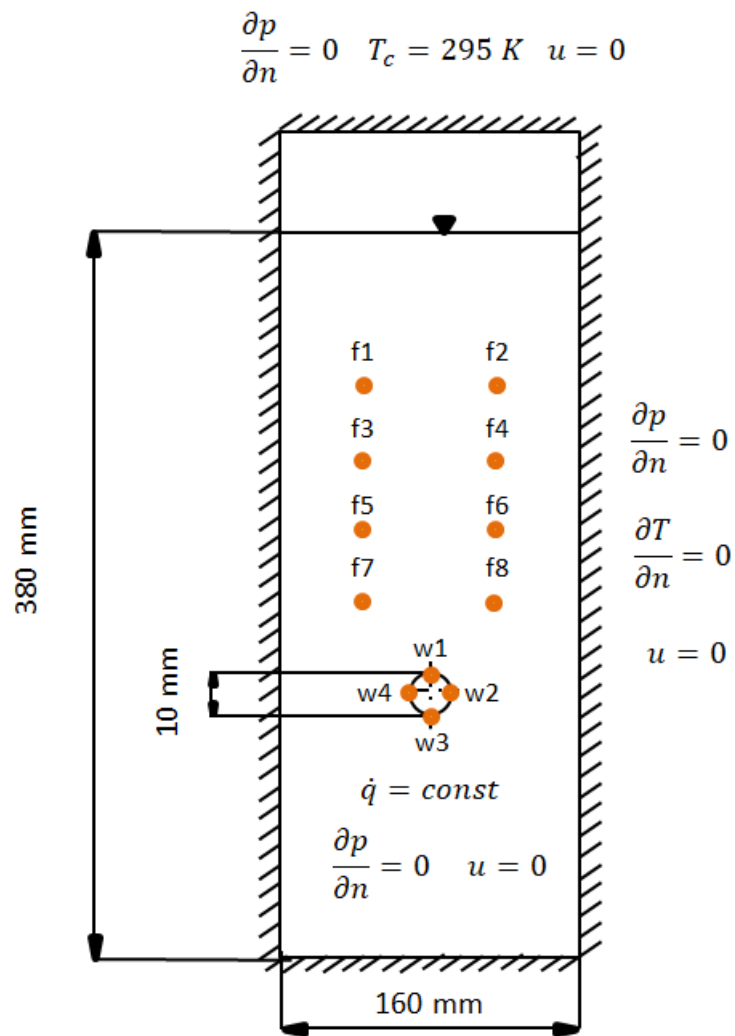 ∂p/∂n = 0 T_c = 295 K u = 0
f1 f2
f3 f4
f5 f6
f7 f8
∂p/∂n = 0
∂T/∂n = 0
u = 0
380 mm
10 mm
w1
w4 w2
w3
q̇ = const
∂p/∂n = 0 u = 0
160 mm